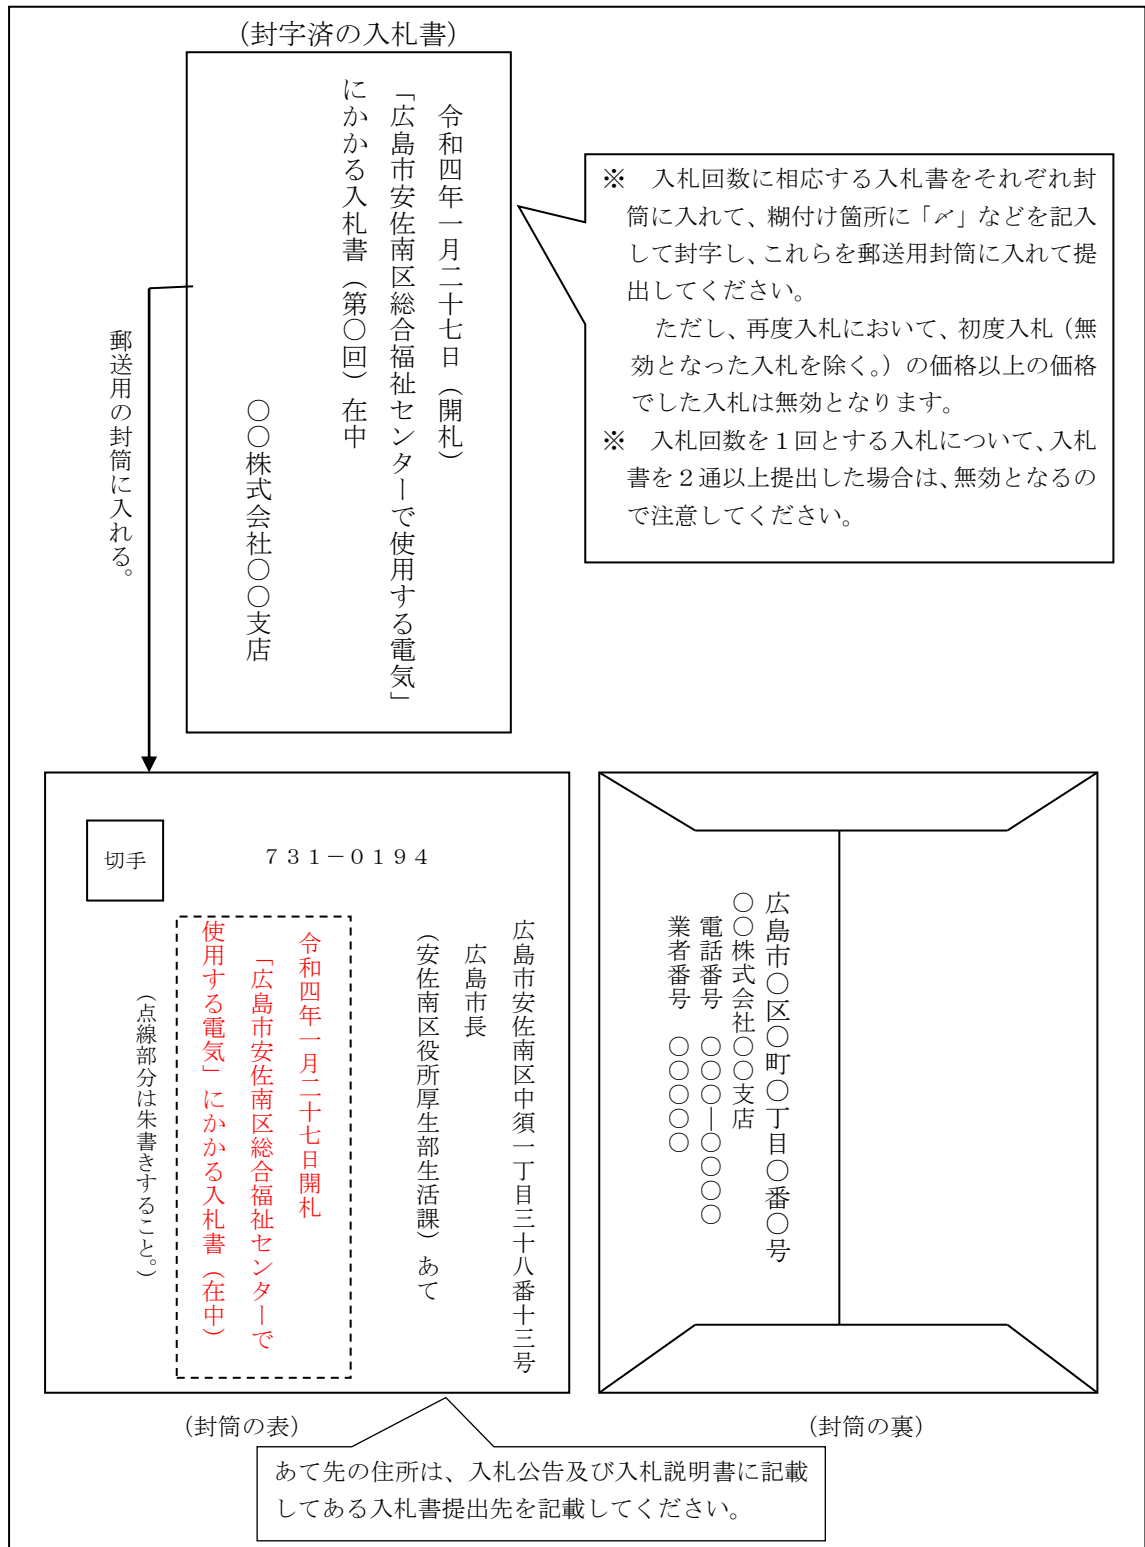 （封字済の入札書）
令和四年一月二十七日（開札）
「広島市安佐南区総合福祉センターで使用する電気」
にかかる入札書（第〇回）在中
〇〇株式会社〇〇支店
※　入札回数に相応する入札書をそれぞれ封
筒に入れて、糊付け箇所に「〆」などを記入
して封字し、これらを郵送用封筒に入れて提
出してください。
ただし、再度入札において、初度入札（無
効となった入札を除く。）の価格以上の価格
でした入札は無効となります。
※　入札回数を１回とする入札について、入札
書を２通以上提出した場合は、無効となるの
で注意してください。
郵送用の封筒に入れる。
切手
７３１－０１９４
広島市安佐南区中須一丁目三十八番十三号
広島市長
（安佐南区役所厚生部生活課）あて
令和四年一月二十七日開札
「広島市安佐南区総合福祉センターで
使用する電気」にかかる入札書（在中）
（点線部分は朱書きすること。）
広島市〇区〇町〇丁目〇番〇号
〇〇株式会社〇〇支店
電話番号　〇〇〇―〇〇〇〇
業者番号　〇〇〇〇〇
（封筒の表）
（封筒の裏）
あて先の住所は、入札公告及び入札説明書に記載
してある入札書提出先を記載してください。